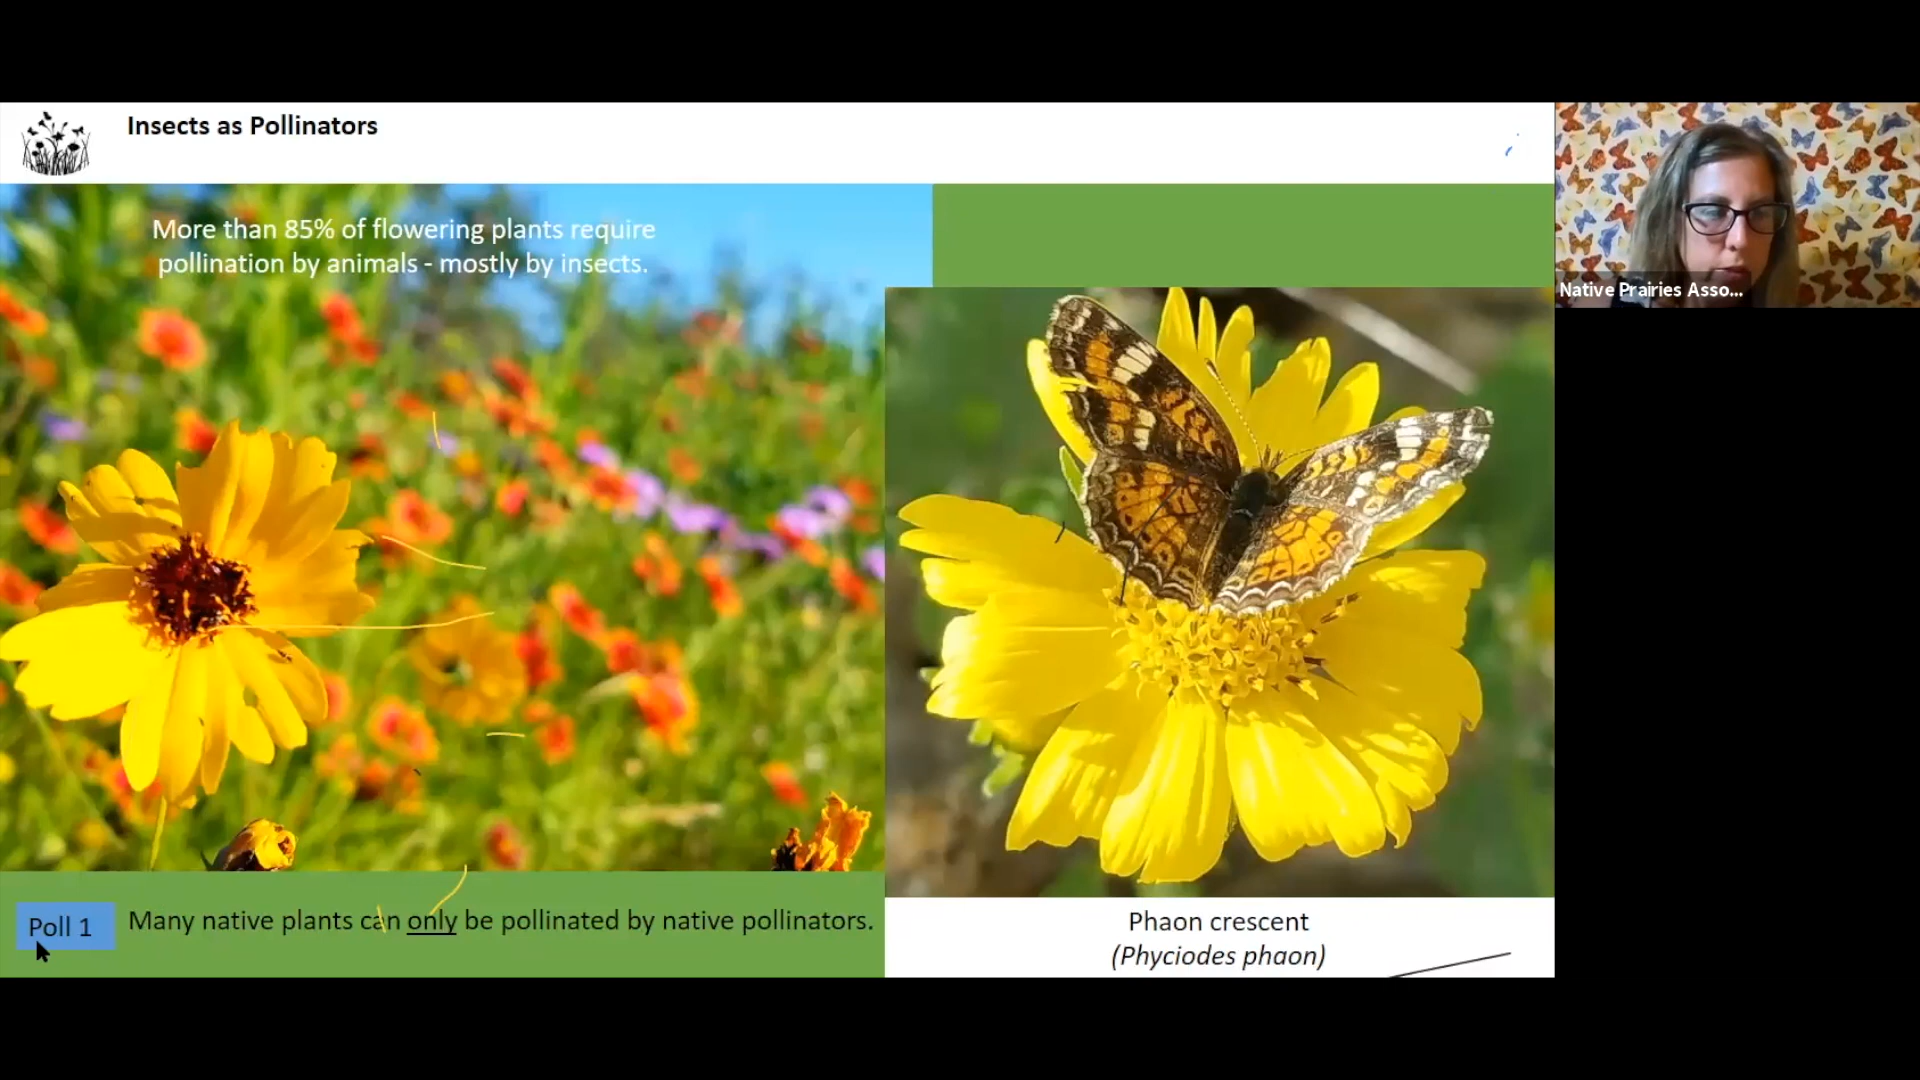 Insects as Pollinators
More than 85% of flowering plants require
pollination by animals - mostly by insects.
Native Prairies Asso...
Poll 1
Many native plants can only be pollinated by native pollinators.
Phaon crescent
(Phyciodes phaon)